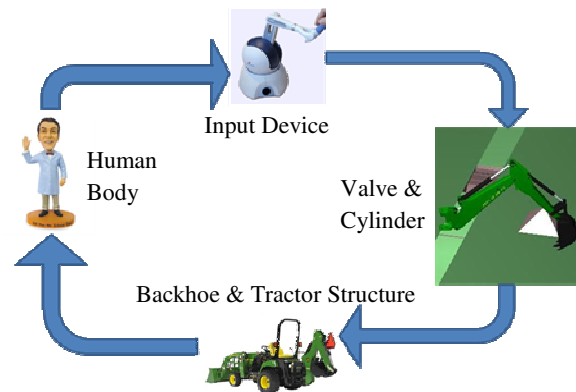 Input Device
Human
Body
Valve &
Cylinder
Backhoe & Tractor Structure